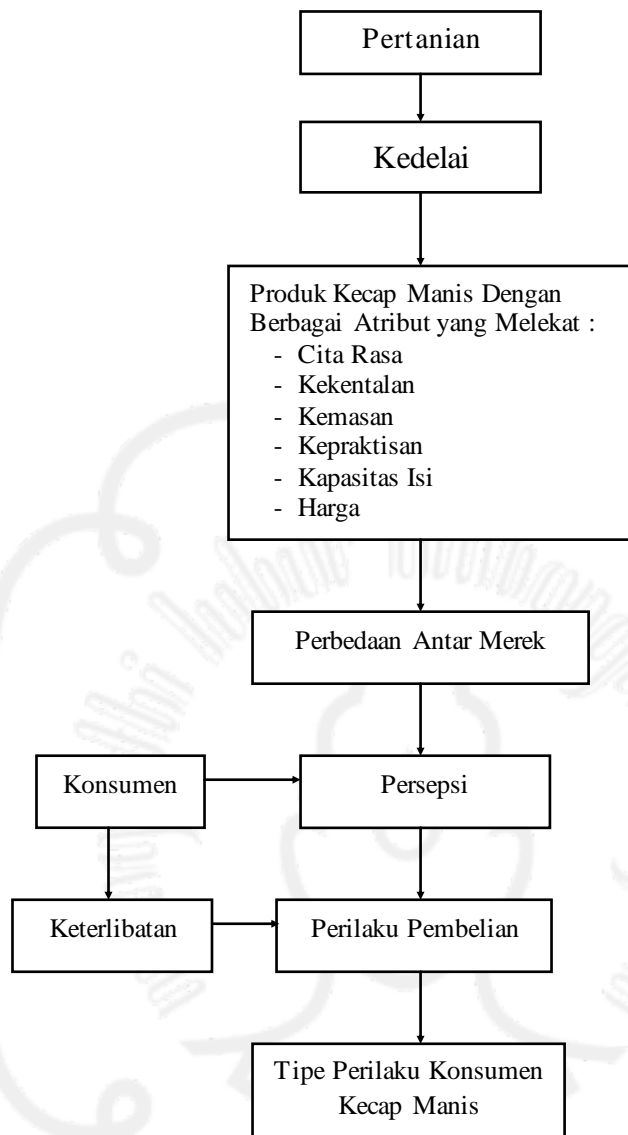 Pertanian
Kedelai
Produk Kecap Manis Dengan
Berbagai Atribut yang Melekat :
- Cita Rasa
- Kekentalan
- Kemasan
- Kepraktisan
- Kapasitas Isi
- Harga
Perbedaan Antar Merek
Konsumen
Persepsi
Keterlibatan
Perilaku Pembelian
Tipe Perilaku Konsumen
Kecap Manis